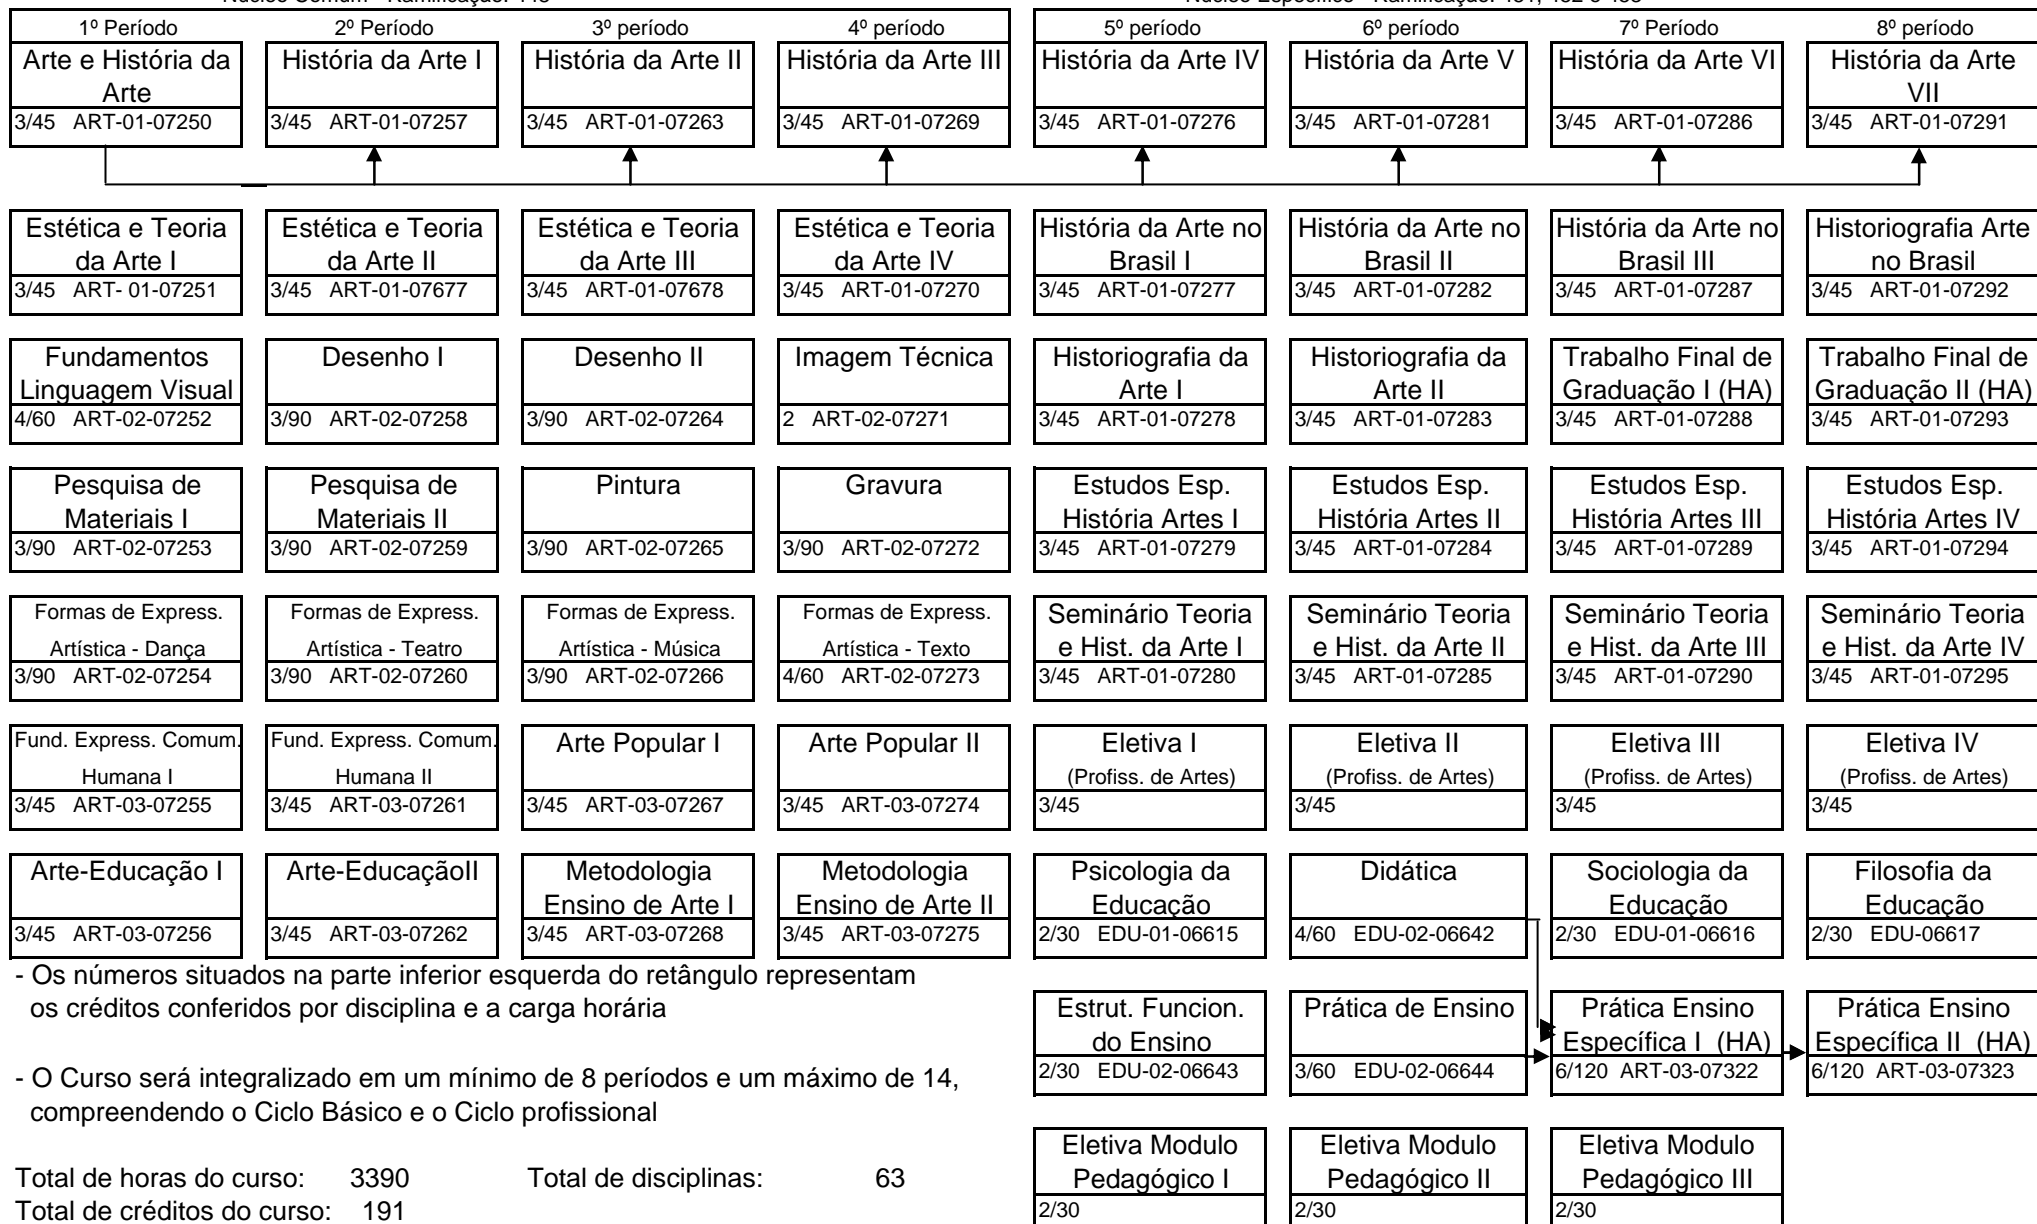 1º Período 2º Período 3º período 4º período 5º período 6º período 7º Período 8º período
Arte e História da História da Arte I História da Arte II História da Arte III História da Arte IV História da Arte V História da Arte VI História da Arte
Arte VII
3/45 ART-01-07250 3/45 ART-01-07257 3/45 ART-01-07263 3/45 ART-01-07269 3/45 ART-01-07276 3/45 ART-01-07281 3/45 ART-01-07286 3/45 ART-01-07291
Estética e Teoria Estética e Teoria Estética e Teoria Estética e Teoria História da Arte no História da Arte no História da Arte no Historiografia Arte
da Arte I da Arte II da Arte III da Arte IV Brasil I Brasil II Brasil III no Brasil
3/45 ART- 01-07251 3/45 ART-01-07677 3/45 ART-01-07678 3/45 ART-01-07270 3/45 ART-01-07277 3/45 ART-01-07282 3/45 ART-01-07287 3/45 ART-01-07292
Fundamentos Desenho I Desenho II Imagem Técnica Historiografia da Historiografia da Trabalho Final de Trabalho Final de
Linguagem Visual Arte I Arte II Graduação I (HA) Graduação II (HA)
4/60 ART-02-07252 3/90 ART-02-07258 3/90 ART-02-07264 2 ART-02-07271 3/45 ART-01-07278 3/45 ART-01-07283 3/45 ART-01-07288 3/45 ART-01-07293
Pesquisa de Pesquisa de Pintura Gravura Estudos Esp. Estudos Esp. Estudos Esp. Estudos Esp.
Materiais I Materiais II História Artes I História Artes II História Artes III História Artes IV
3/90 ART-02-07253 3/90 ART-02-07259 3/90 ART-02-07265 3/90 ART-02-07272 3/45 ART-01-07279 3/45 ART-01-07284 3/45 ART-01-07289 3/45 ART-01-07294
Formas de Express. Formas de Express. Formas de Express. Formas de Express. Seminário Teoria Seminário Teoria Seminário Teoria Seminário Teoria
Artística - Dança Artística - Teatro Artística - Música Artística - Texto e Hist. da Arte I e Hist. da Arte II e Hist. da Arte III e Hist. da Arte IV
3/90 ART-02-07254 3/90 ART-02-07260 3/90 ART-02-07266 4/60 ART-02-07273 3/45 ART-01-07280 3/45 ART-01-07285 3/45 ART-01-07290 3/45 ART-01-07295
Fund. Express. Comum. Fund. Express. Comum. Arte Popular I Arte Popular II Eletiva I Eletiva II Eletiva III Eletiva IV
Humana I Humana II (Profiss. de Artes) (Profiss. de Artes) (Profiss. de Artes) (Profiss. de Artes)
3/45 ART-03-07255 3/45 ART-03-07261 3/45 ART-03-07267 3/45 ART-03-07274 3/45 3/45 3/45 3/45
Arte-Educação I Arte-EducaçãoII Metodologia Metodologia Psicologia da Didática Sociologia da Filosofia da
Ensino de Arte I Ensino de Arte II Educação Educação Educação
3/45 ART-03-07256 3/45 ART-03-07262 3/45 ART-03-07268 3/45 ART-03-07275 2/30 EDU-01-06615 4/60 EDU-02-06642 2/30 EDU-01-06616 2/30 EDU-06617
- Os números situados na parte inferior esquerda do retângulo representam
os créditos conferidos por disciplina e a carga horária
Estrut. Funcion. Prática de Ensino Prática Ensino Prática Ensino
do Ensino Específica I (HA) Específica II (HA)
2/30 EDU-02-06643 3/60 EDU-02-06644 6/120 ART-03-07322 6/120 ART-03-07323
- O Curso será integralizado em um mínimo de 8 períodos e um máximo de 14,
compreendendo o Ciclo Básico e o Ciclo profissional
Eletiva Modulo Eletiva Modulo Eletiva Modulo
Pedagógico I Pedagógico II Pedagógico III
2/30 2/30 2/30
Total de horas do curso: 3390 Total de disciplinas: 63
Total de créditos do curso: 191